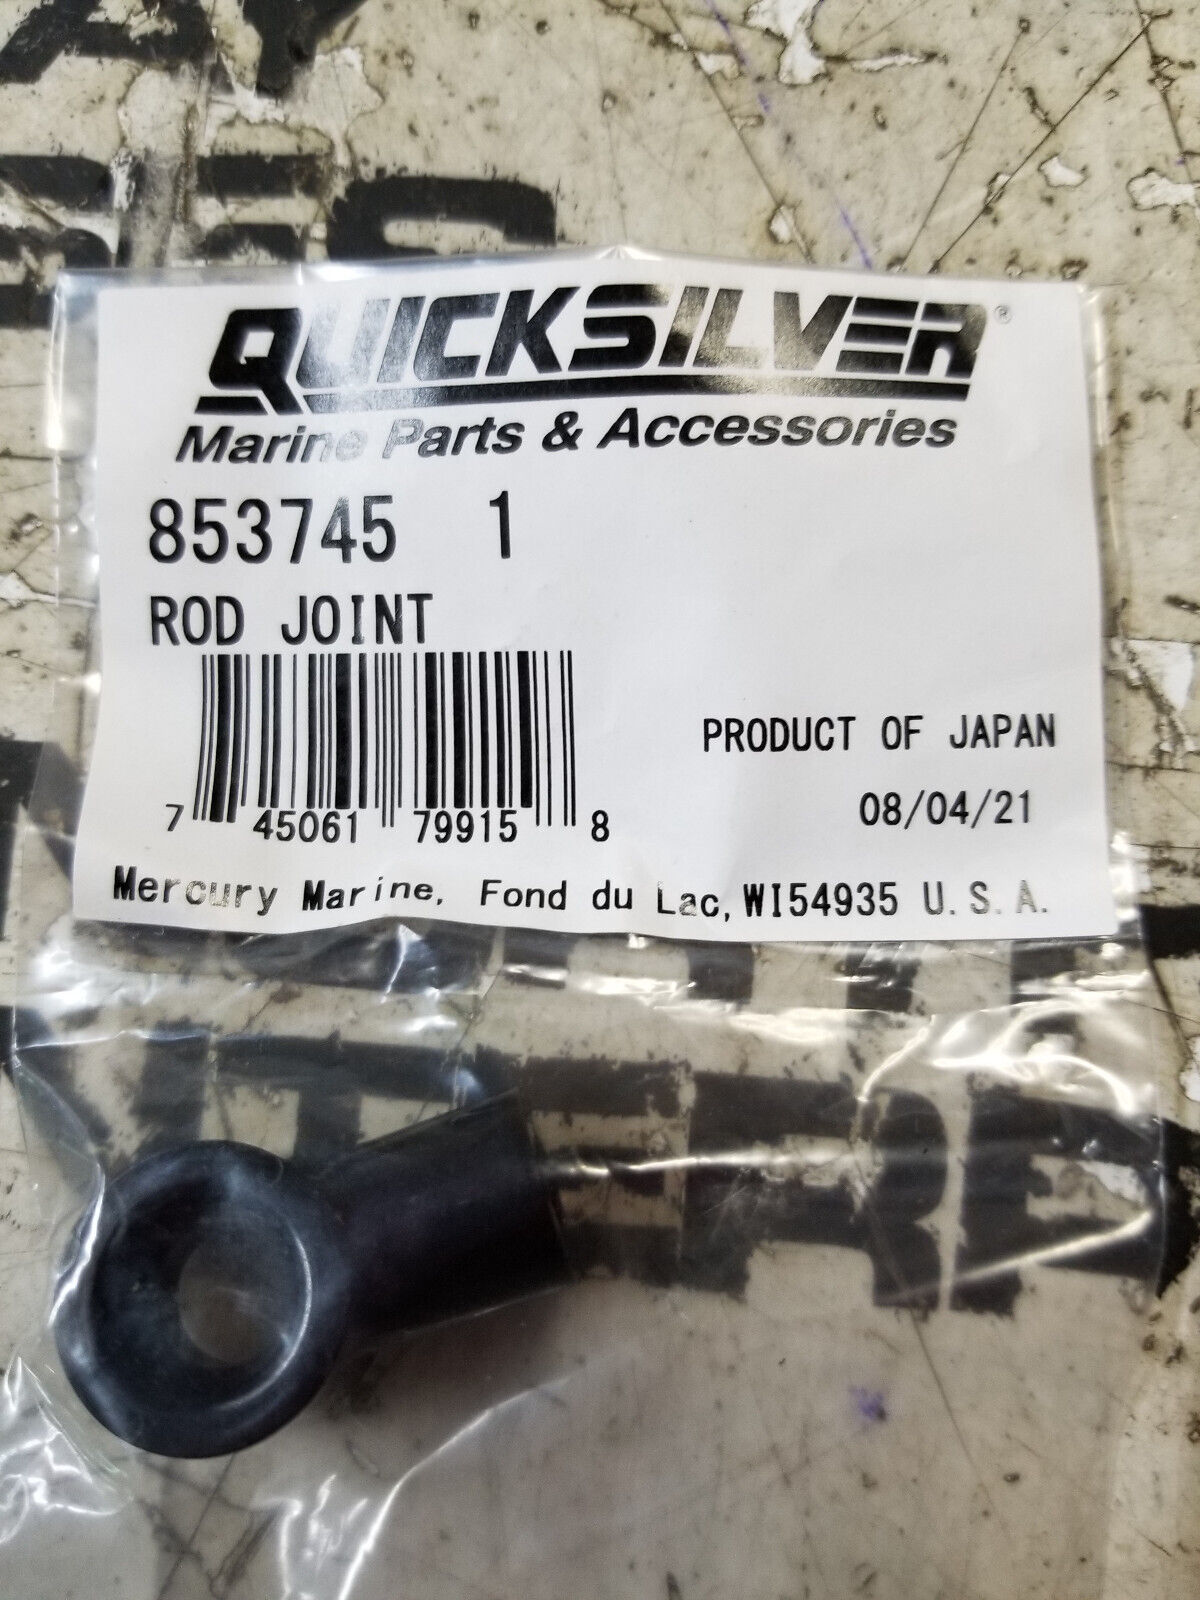 QUICKSILVER®
Marine Parts & Accessories
853745 1
ROD JOINT
PRODUCT OF JAPAN
08/04/21
7 45061 79915 8
Mercury Marine, Fond du Lac, WI54935 U.S.A.